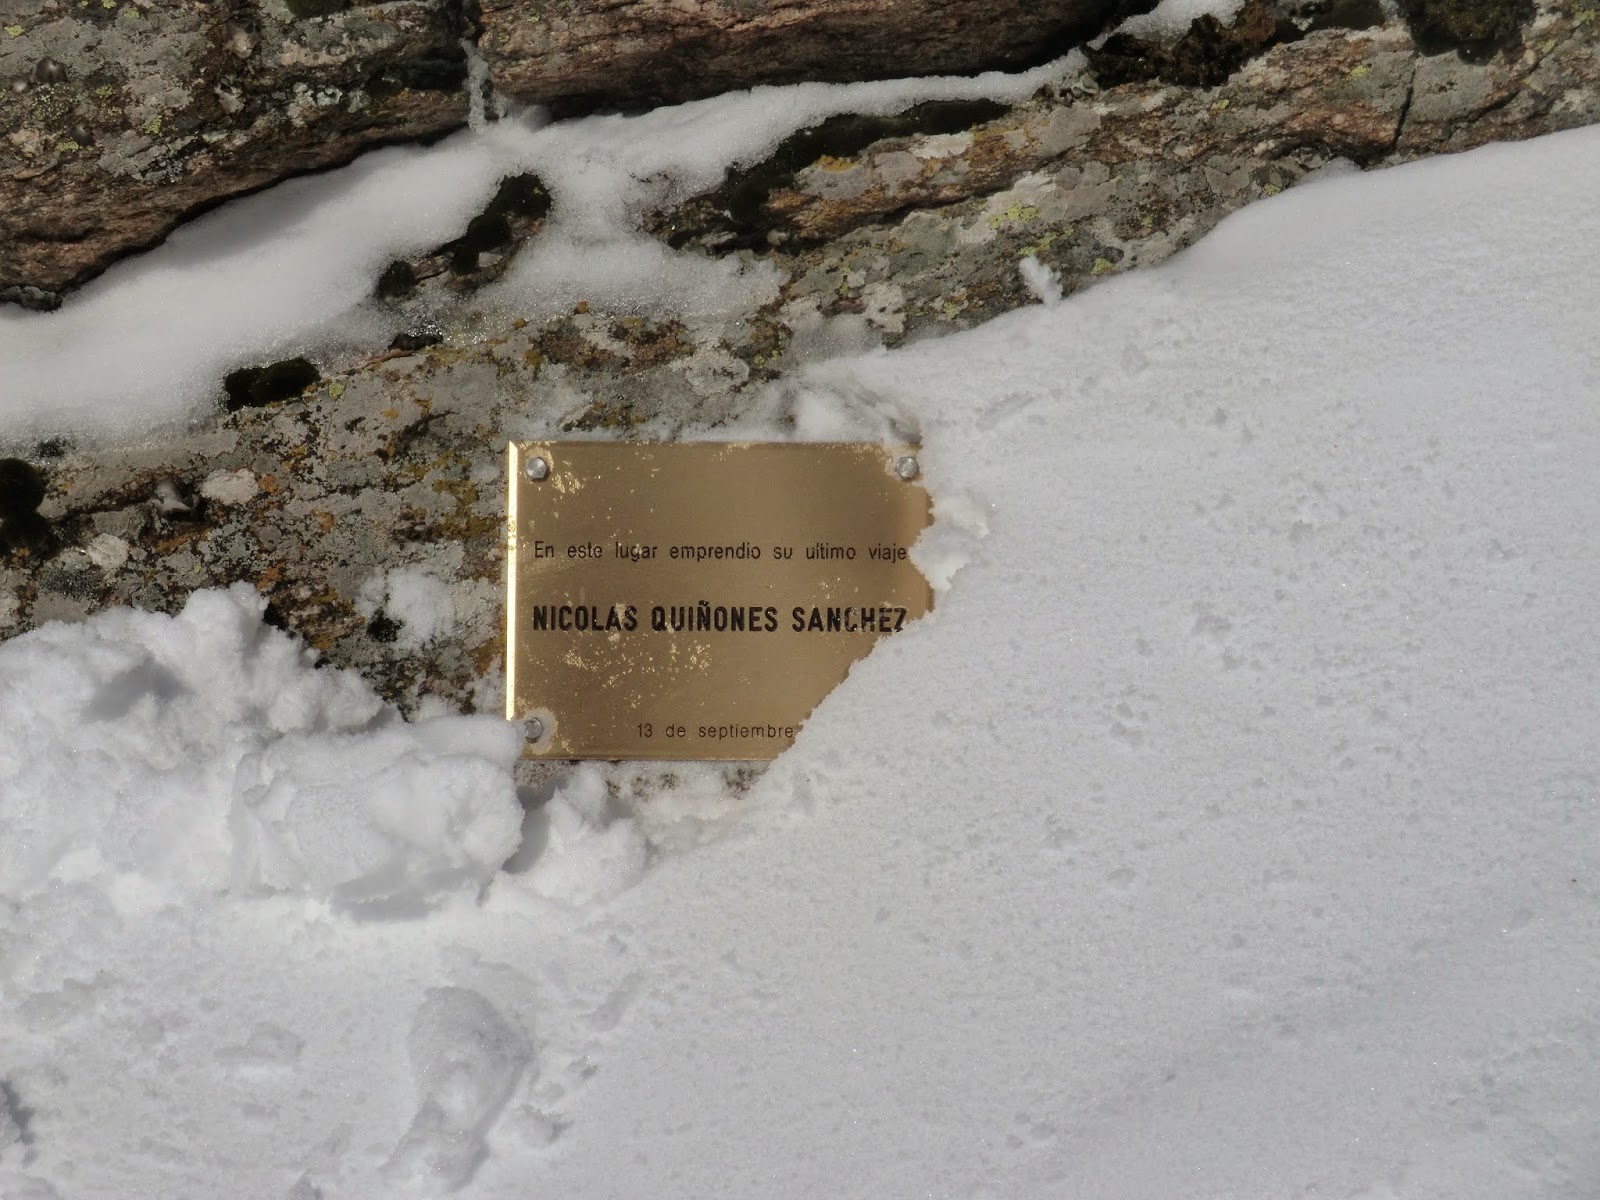 En este lugar emprendio su ultimo viaje
NICOLAS QUIÑONES SANCHEZ
13 de septiembre